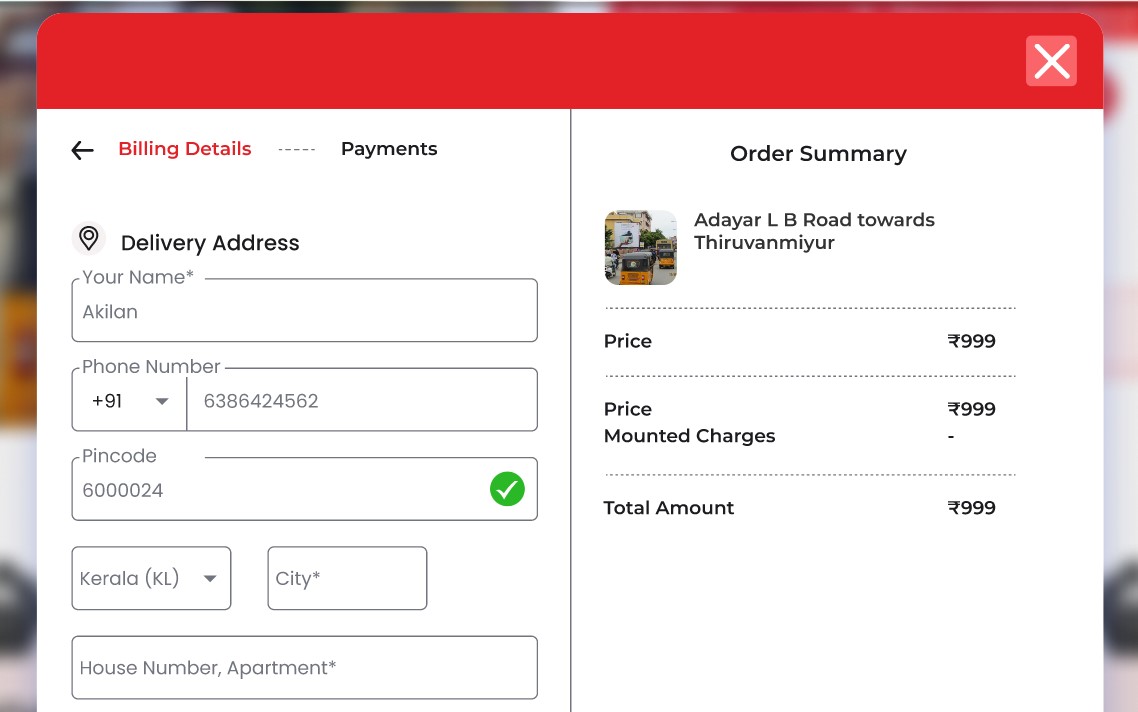 Billing Details ----- Payments
Delivery Address
Your Name*
Akilan
Phone Number
+91 6386424562
Pincode
6000024
Kerala (KL) City*
House Number, Apartment*
Order Summary
Adayar L B Road towards
Thiruvanmiyur
Price ₹999
Price ₹999
Mounted Charges -
Total Amount ₹999